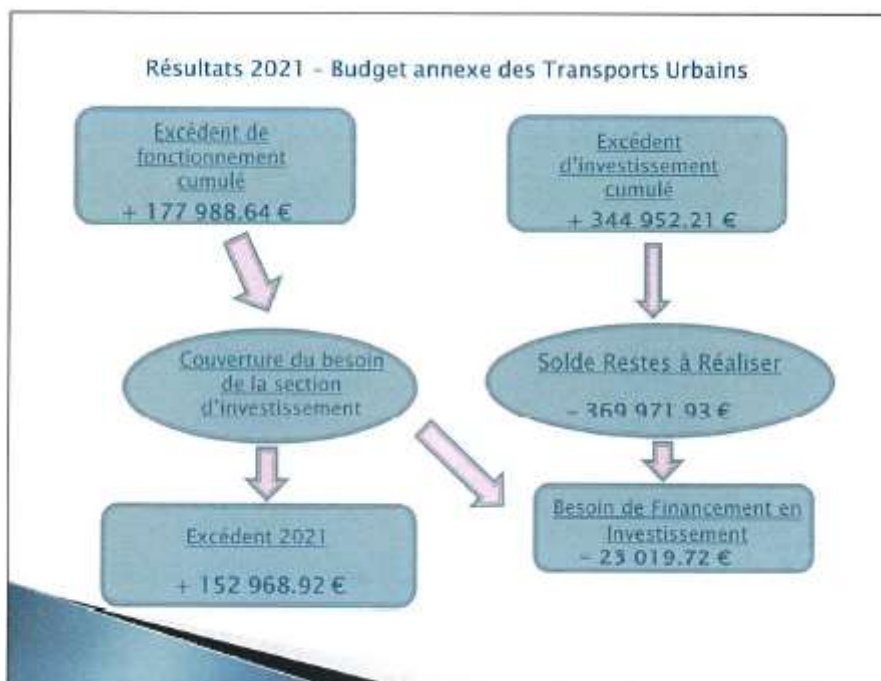 Résultats 2021 – Budget annexe des Transports Urbains
Excédent de
fonctionnement
cumulé
+ 177 988.64 €
Excédent
d'investissement
cumulé
+ 344 952.21 €
Couverture du besoin
de la section
d'investissement
Solde Restes à Réaliser
– 369 971.93 €
Excédent 2021
+ 152 968.92 €
Besoin de Financement en
Investissement
– 25 019.72 €